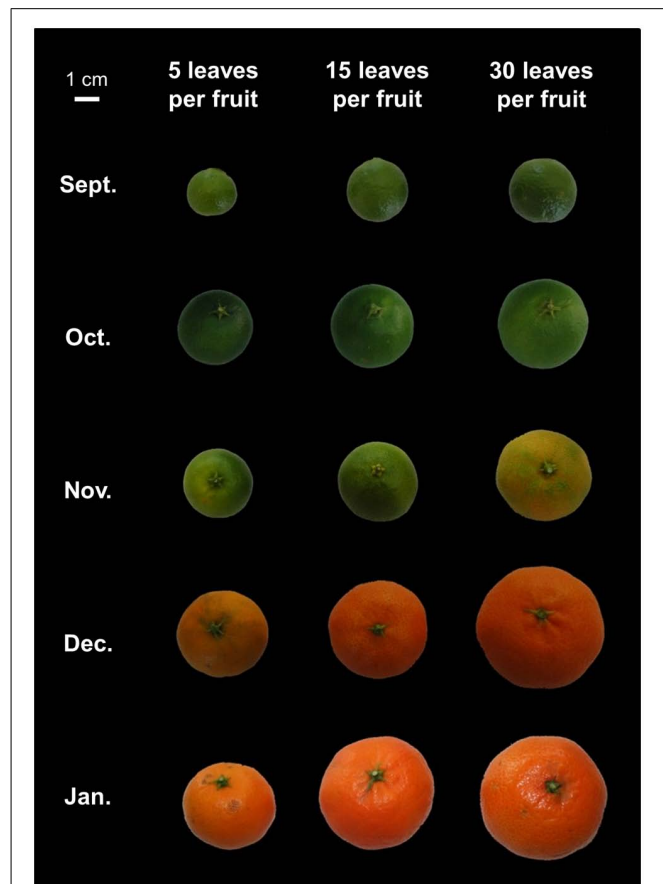 1 cm
5 leaves
per fruit
15 leaves
per fruit
30 leaves
per fruit
Sept.
Oct.
Nov.
Dec.
Jan.